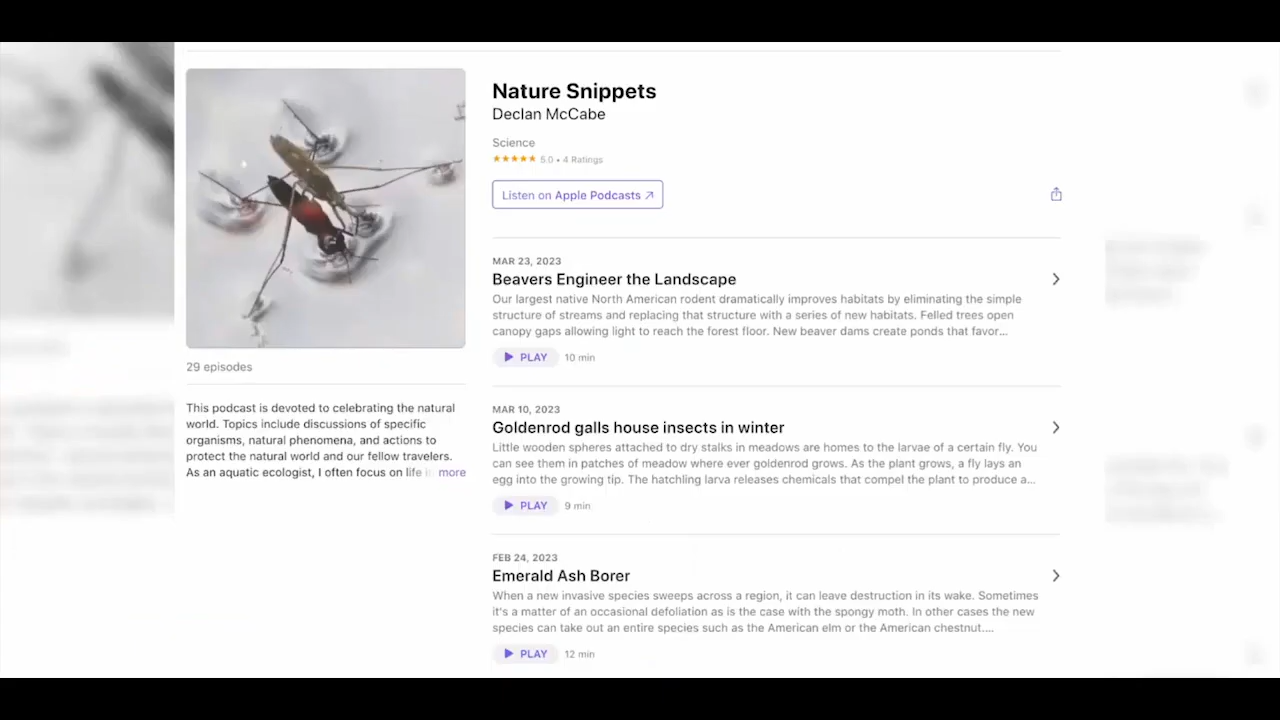 Nature Snippets
Declan McCabe
Science
★★★★★ 5.0 • 4 Ratings
Listen on Apple Podcasts ↗
29 episodes
This podcast is devoted to celebrating the natural
world. Topics include discussions of specific
organisms, natural phenomena, and actions to
protect the natural world and our fellow travelers.
As an aquatic ecologist, I often focus on life more
MAR 23, 2023
Beavers Engineer the Landscape
Our largest native North American rodent dramatically improves habitats by eliminating the simple
structure of streams and replacing that structure with a series of new habitats. Felled trees open
canopy gaps allowing light to reach the forest floor. New beaver dams create ponds that favor...
PLAY 10 min
MAR 10, 2023
Goldenrod galls house insects in winter
Little wooden spheres attached to dry stalks in meadows are homes to the larvae of a certain fly. You
can see them in patches of meadow where ever goldenrod grows. As the plant grows, a fly lays an
egg into the growing tip. The hatchling larva releases chemicals that compel the plant to produce a...
PLAY 9 min
FEB 24, 2023
Emerald Ash Borer
When a new invasive species sweeps across a region, it can leave destruction in its wake. Sometimes
it's a matter of an occasional defoliation as is the case with the spongy moth. In other cases the new
species can take out an entire species such as the American elm or the American chestnut....
PLAY 12 min